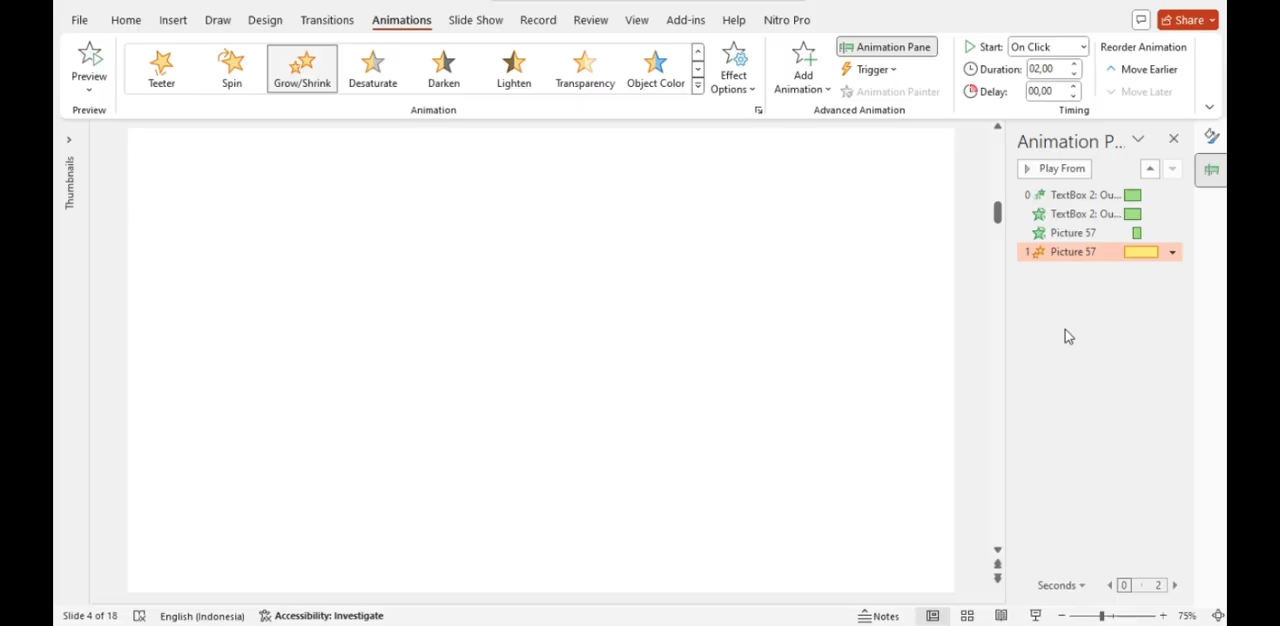 File Home Insert Draw Design Transitions Animations Slide Show Record Review View Add-ins Help Nitro Pro Share
Preview Teeter Spin Grow/Shrink Desaturate Darken Lighten Transparency Object Color Effect Options Add Animation Animation Pane Trigger Animation Painter Start: On Click Duration: 02,00 Delay: 00,00 Reorder Animation Move Earlier Move Later
Preview Animation Advanced Animation Timing
Thumbnails
Animation P...
Play From
0 TextBox 2: Ou...
TextBox 2: Ou...
Picture 57
1 Picture 57
Seconds 0 2
Slide 4 of 18 English (Indonesia) Accessibility: Investigate Notes 75%